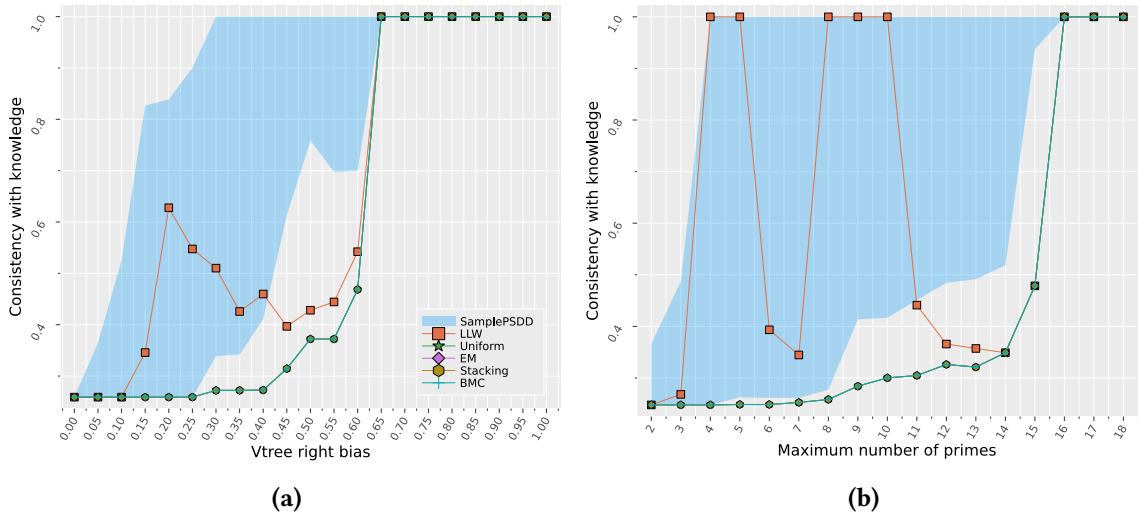 Consistency with knowledge
1.0
0.8
0.6
0.4
SamplePSDD
LLW
Uniform
EM
Stacking
BMC
0.00 0.05 0.10 0.15 0.20 0.25 0.30 0.35 0.40 0.45 0.50 0.55 0.60 0.65 0.70 0.75 0.80 0.85 0.90 0.95 1.00
Vtree right bias
(a)
Consistency with knowledge
1.0
0.8
0.6
0.4
2 3 4 5 6 7 8 9 10 11 12 13 14 15 16 17 18
Maximum number of primes
(b)